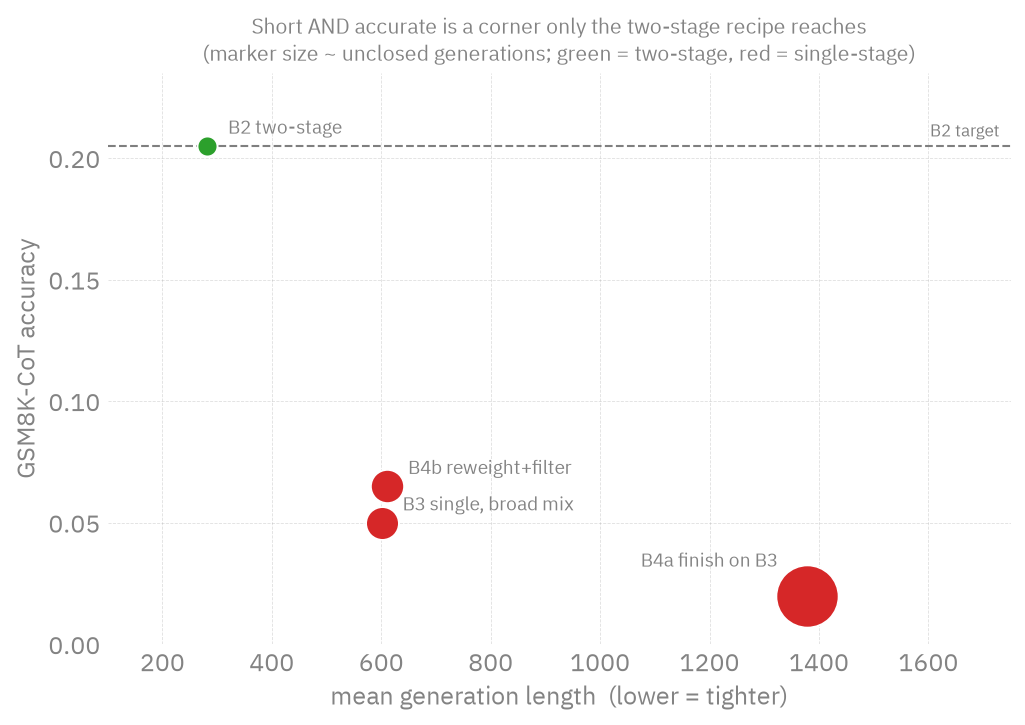 Short AND accurate is a corner only the two-stage recipe reaches
(marker size ~ unclosed generations; green = two-stage, red = single-stage)
B2 two-stage
B2 target
0.20
0.15
0.10
0.05
0.00
GSM8K-CoT accuracy
B4b reweight+filter
B3 single, broad mix
B4a finish on B3
200 400 600 800 1000 1200 1400 1600
mean generation length (lower = tighter)